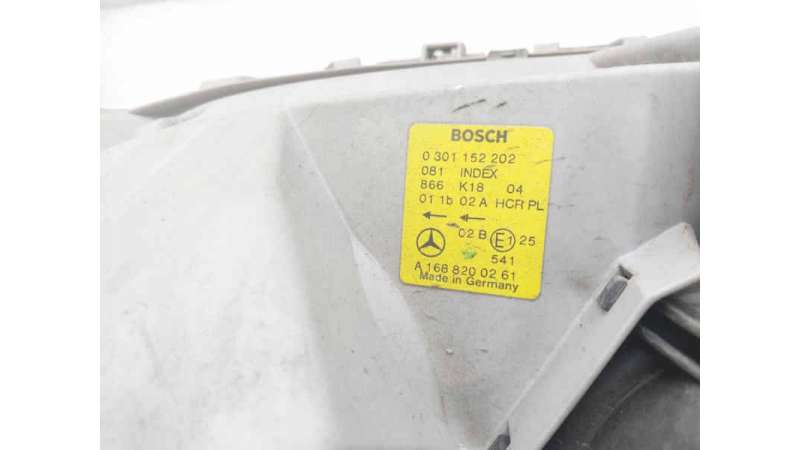 BOSCH
0 301 152 202
081 INDEX
866 K18 04
01 1b 02 A HCR PL
02 B E1 25
541
A 168 820 02 61
Made in Germany